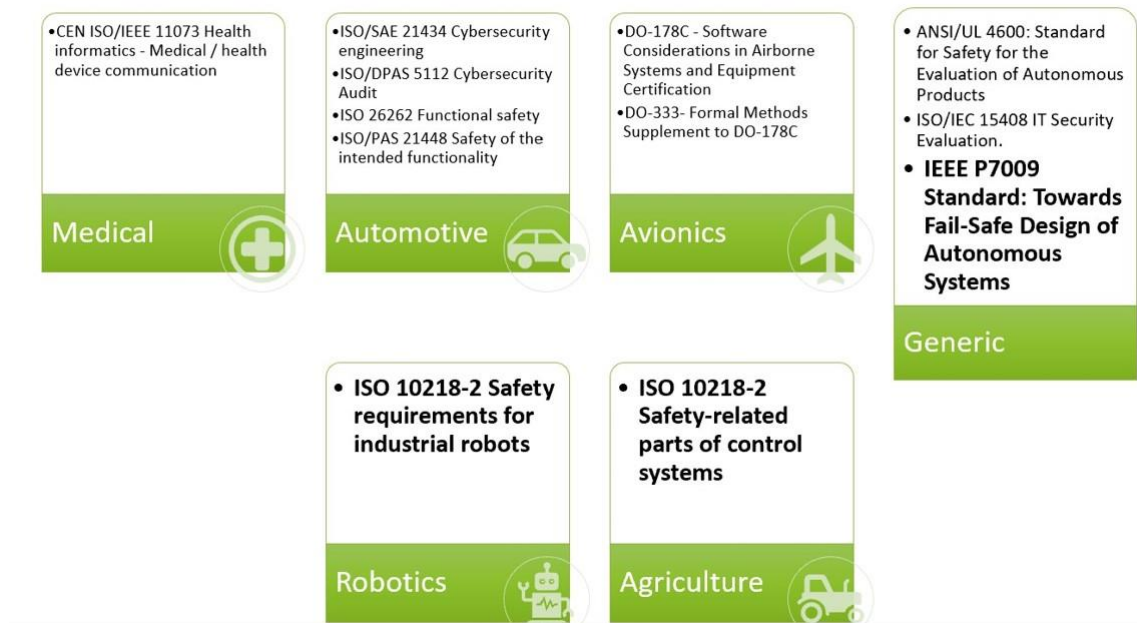 •CEN ISO/IEEE 11073 Health
informatics - Medical / health
device communication
Medical
•ISO/SAE 21434 Cybersecurity
engineering
•ISO/DPAS 5112 Cybersecurity
Audit
•ISO 26262 Functional safety
•ISO/PAS 21448 Safety of the
intended functionality
Automotive
•DO-178C - Software
Considerations in Airborne
Systems and Equipment
Certification
•DO-333- Formal Methods
Supplement to DO-178C
Avionics
• ANSI/UL 4600: Standard
for Safety for the
Evaluation of Autonomous
Products
• ISO/IEC 15408 IT Security
Evaluation.
• IEEE P7009
Standard: Towards
Fail-Safe Design of
Autonomous
Systems
Generic
• ISO 10218-2 Safety
requirements for
industrial robots
Robotics
• ISO 10218-2
Safety-related
parts of control
systems
Agriculture